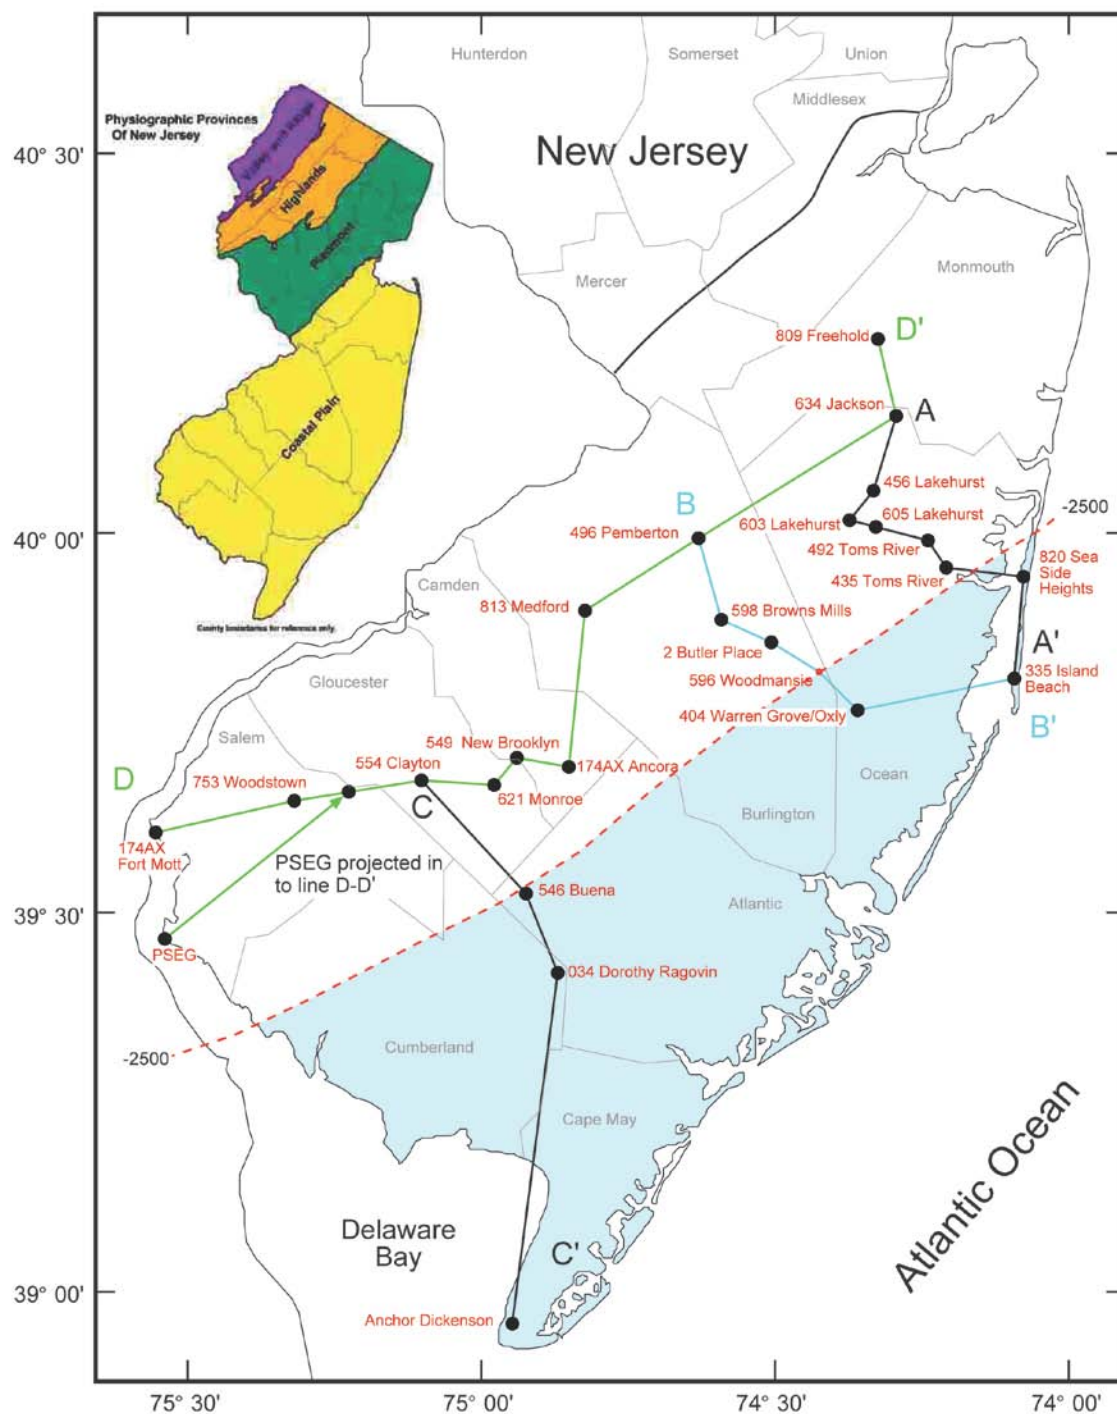 Hunterdon
Somerset
Union
Middlesex
Physiographic Provinces
Of New Jersey
Valley and Ridge
Highlands
Piedmont
Coastal Plain
County boundaries for reference only.
40° 30'
New Jersey
Mercer
Monmouth
809 Freehold
D'
634 Jackson
A
456 Lakehurst
B
603 Lakehurst
605 Lakehurst
-2500
40° 00'
496 Pemberton
492 Toms River
435 Toms River
820 Sea
Side
Heights
Camden
813 Medford
598 Browns Mills
2 Butler Place
A'
Gloucester
596 Woodmansie
335 Island
Beach
404 Warren Grove/Oxly
B'
Salem
549 New Brooklyn
554 Clayton
174AX Ancora
D
753 Woodstown
621 Monroe
Ocean
C
Burlington
174AX
Fort Mott
PSEG projected in
to line D-D'
546 Buena
Atlantic
39° 30'
PSEG
034 Dorothy Ragovin
-2500
Cumberland
Cape May
Delaware
Bay
C'
Atlantic Ocean
39° 00'
Anchor Dickenson
75° 30'
75° 00'
74° 30'
74° 00'